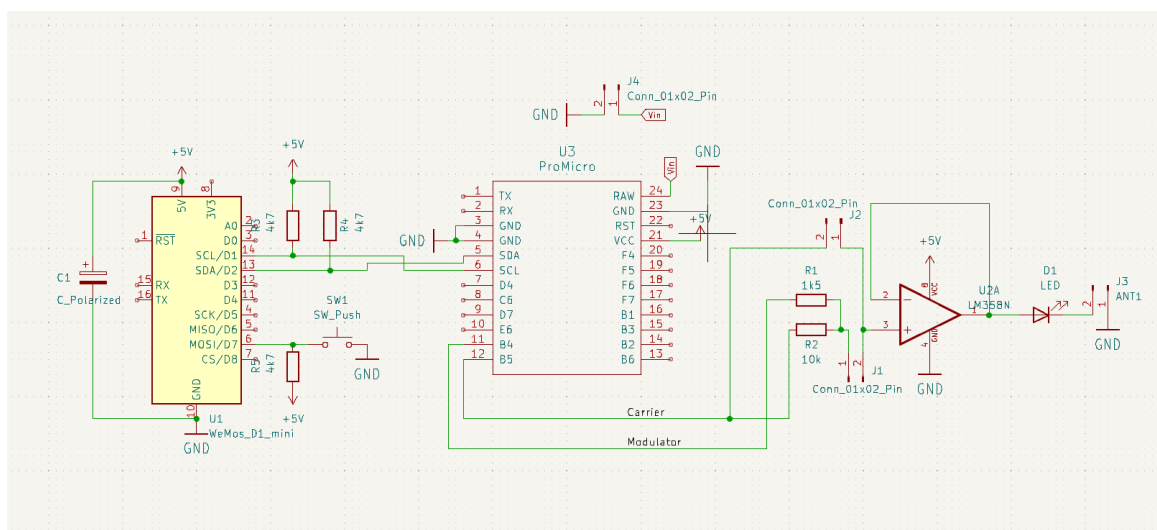 J4
Conn_01x02_Pin
GND
2
1
Vin
U3
ProMicro
Vin
GND
+5V
+5V
+5V
9
8
5V
3V3
R3
4k7
R4
4k7
1
RST
15
RX
16
TX
A0
2
D0
3
SCL/D1
14
SDA/D2
13
D3
12
D4
11
SCK/D5
4
MISO/D6
5
MOSI/D7
6
CS/D8
7
GND
10
U1
WeMos_D1_mini
GND
C1
+
C_Polarized
SW1
SW_Push
GND
R5
4k7
+5V
GND
1
TX
2
RX
3
GND
4
GND
5
SDA
6
SCL
7
D4
8
C6
9
D7
10
E6
11
B4
12
B5
RAW
24
GND
23
RST
22
VCC
21
F4
20
F5
19
F6
18
F7
17
B1
16
B3
15
B2
14
B6
13
Carrier
Modulator
Conn_01x02_Pin
J2
2
1
R1
1k5
R2
10k
1
2
J1
Conn_01x02_Pin
+5V
8
VCC
2
−
3
+
U2A
LM358N
1
GND
4
GND
D1
LED
J3
ANT1
2
1
GND